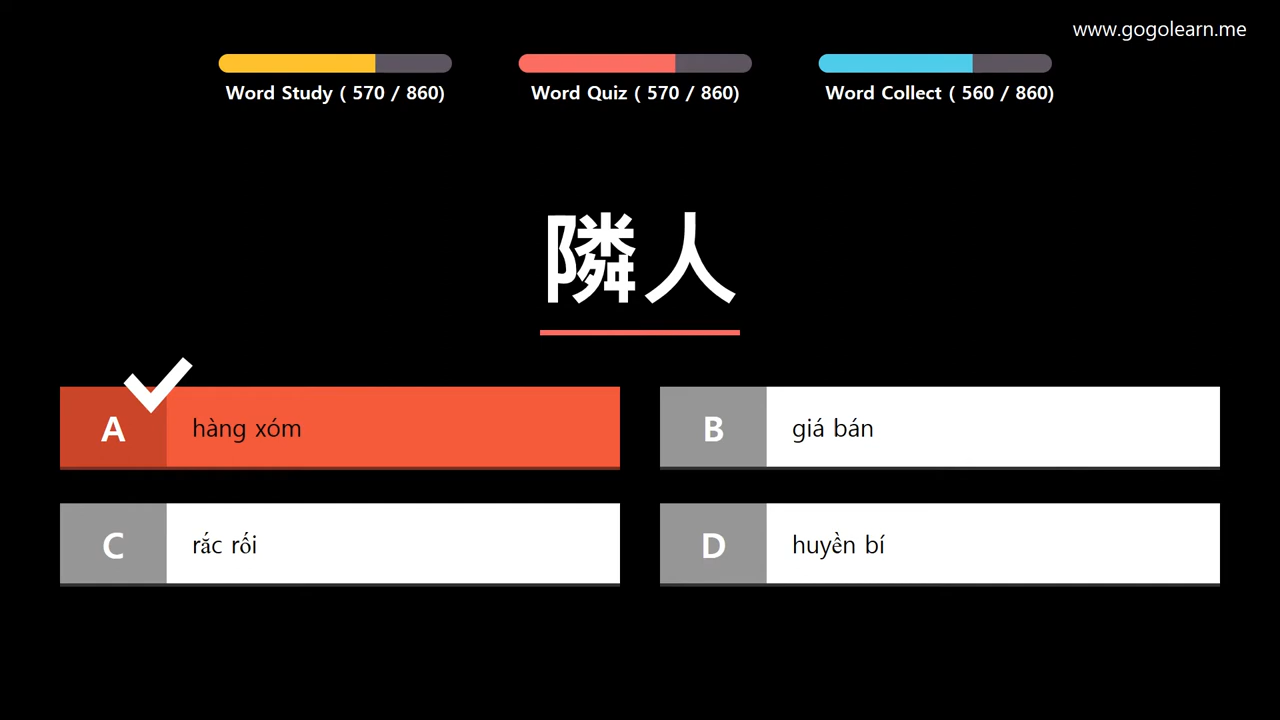 www.gogolearn.me
Word Study ( 570 / 860)
Word Quiz ( 570 / 860)
Word Collect ( 560 / 860)
隣人
A hàng xóm
B giá bán
C rắc rối
D huyền bí